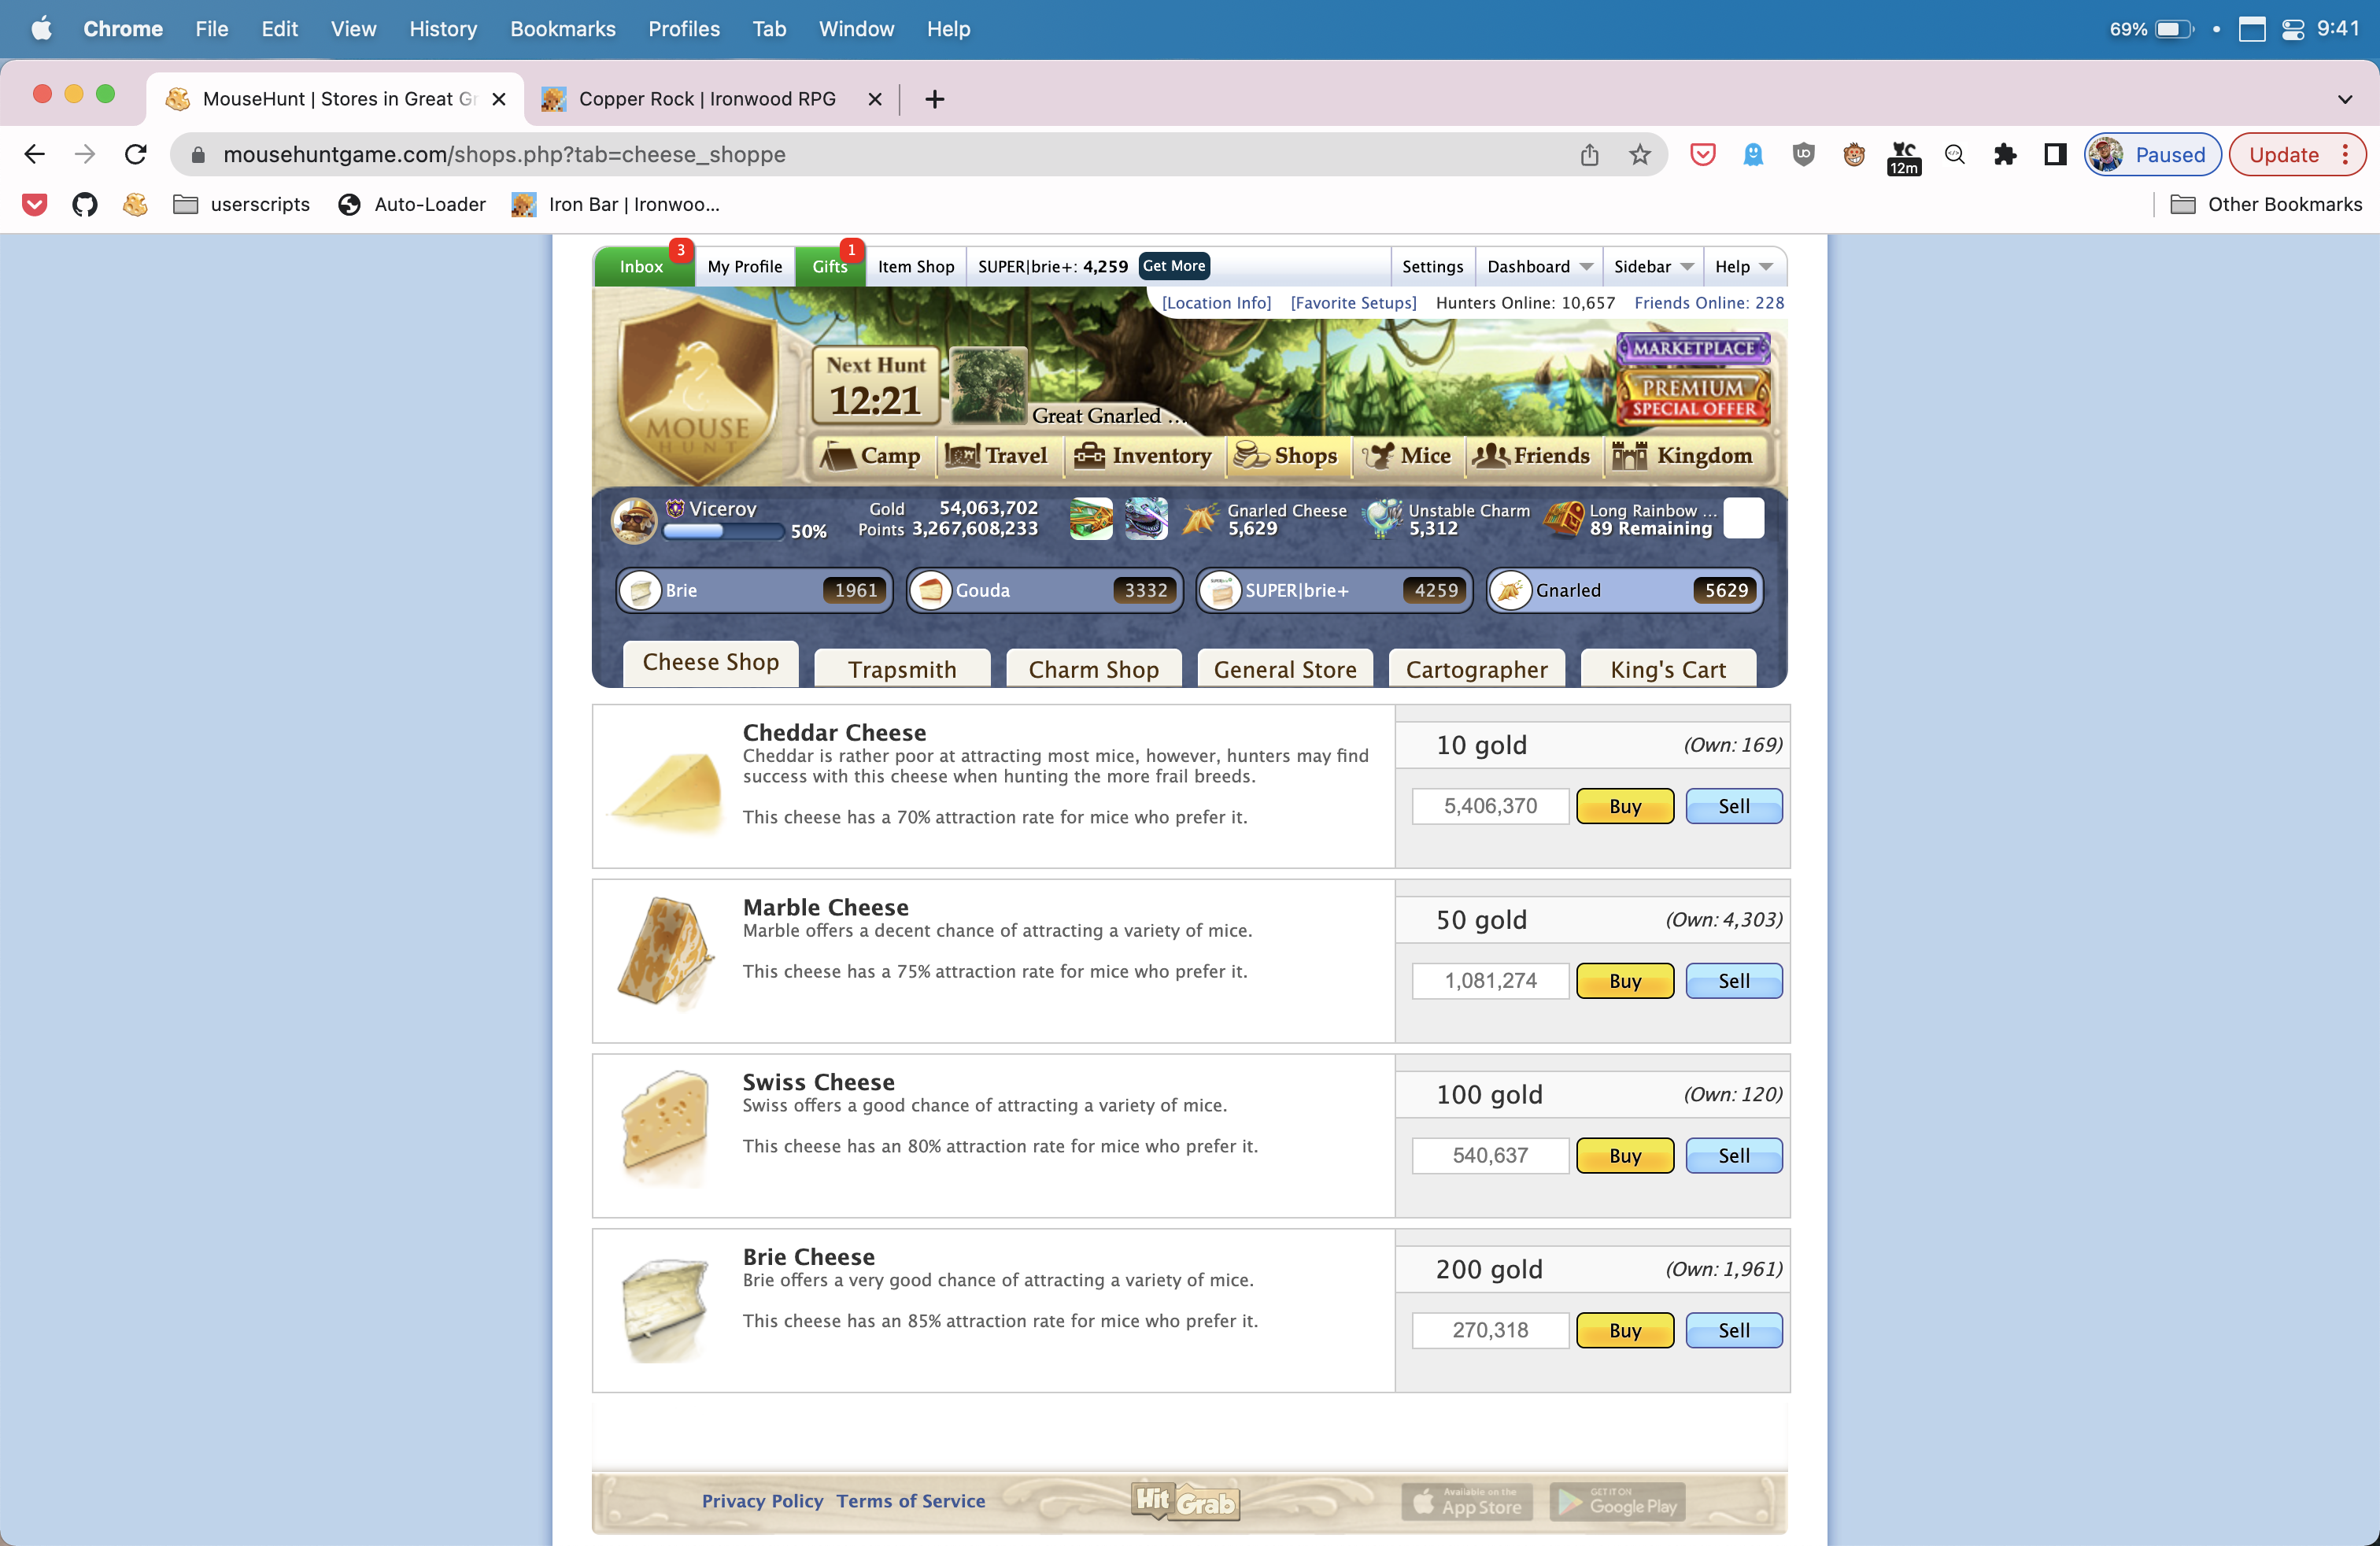 Chrome File Edit View History Bookmarks Profiles Tab Window Help 69% 9:41
MouseHunt | Stores in Great Gr Copper Rock | Ironwood RPG
mousehuntgame.com/shops.php?tab=cheese_shoppe 12m Paused Update
userscripts Auto-Loader Iron Bar | Ironwoo... Other Bookmarks
Inbox 3 My Profile Gifts 1 Item Shop SUPER|brie+: 4,259 Get More Settings Dashboard Sidebar Help
[Location Info] [Favorite Setups] Hunters Online: 10,657 Friends Online: 228
MOUSE
HUNT
Next Hunt
12:21
Great Gnarled ...
MARKETPLACE
PREMIUM
SPECIAL OFFER
Camp Travel Inventory Shops Mice Friends Kingdom
Viceroy
50%
Gold 54,063,702
Points 3,267,608,233
Gnarled Cheese
5,629
Unstable Charm
5,312
Long Rainbow ...
89 Remaining
Brie 1961 Gouda 3332 SUPER|brie+ 4259 Gnarled 5629
Cheese Shop Trapsmith Charm Shop General Store Cartographer King's Cart
Cheddar Cheese
Cheddar is rather poor at attracting most mice, however, hunters may find
success with this cheese when hunting the more frail breeds.
This cheese has a 70% attraction rate for mice who prefer it.
10 gold (Own: 169)
5,406,370 Buy Sell
Marble Cheese
Marble offers a decent chance of attracting a variety of mice.
This cheese has a 75% attraction rate for mice who prefer it.
50 gold (Own: 4,303)
1,081,274 Buy Sell
Swiss Cheese
Swiss offers a good chance of attracting a variety of mice.
This cheese has an 80% attraction rate for mice who prefer it.
100 gold (Own: 120)
540,637 Buy Sell
Brie Cheese
Brie offers a very good chance of attracting a variety of mice.
This cheese has an 85% attraction rate for mice who prefer it.
200 gold (Own: 1,961)
270,318 Buy Sell
Privacy Policy Terms of Service
Hit Grab
Available on the
App Store
GET IT ON
Google Play